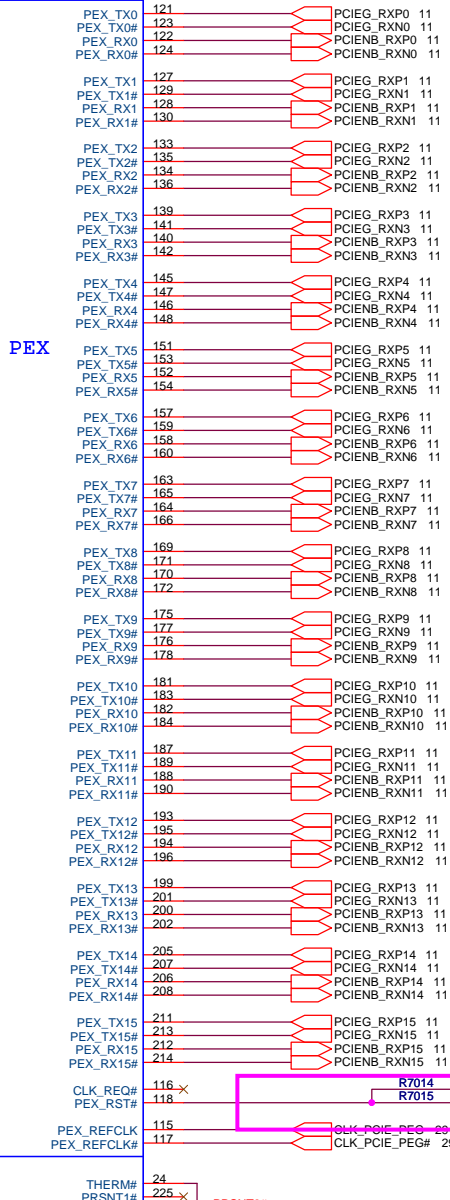 PEX_TX0 121 PCIEG_RXP0 11
PEX_TX0# 123 PCIEG_RXN0 11
PEX_RX0 122 PCIENB_RXP0 11
PEX_RX0# 124 PCIENB_RXN0 11
PEX_TX1 127 PCIEG_RXP1 11
PEX_TX1# 129 PCIEG_RXN1 11
PEX_RX1 128 PCIENB_RXP1 11
PEX_RX1# 130 PCIENB_RXN1 11
PEX_TX2 133 PCIEG_RXP2 11
PEX_TX2# 135 PCIEG_RXN2 11
PEX_RX2 134 PCIENB_RXP2 11
PEX_RX2# 136 PCIENB_RXN2 11
PEX_TX3 139 PCIEG_RXP3 11
PEX_TX3# 141 PCIEG_RXN3 11
PEX_RX3 140 PCIENB_RXP3 11
PEX_RX3# 142 PCIENB_RXN3 11
PEX_TX4 145 PCIEG_RXP4 11
PEX_TX4# 147 PCIEG_RXN4 11
PEX_RX4 146 PCIENB_RXP4 11
PEX_RX4# 148 PCIENB_RXN4 11
PEX
PEX_TX5 151 PCIEG_RXP5 11
PEX_TX5# 153 PCIEG_RXN5 11
PEX_RX5 152 PCIENB_RXP5 11
PEX_RX5# 154 PCIENB_RXN5 11
PEX_TX6 157 PCIEG_RXP6 11
PEX_TX6# 159 PCIEG_RXN6 11
PEX_RX6 158 PCIENB_RXP6 11
PEX_RX6# 160 PCIENB_RXN6 11
PEX_TX7 163 PCIEG_RXP7 11
PEX_TX7# 165 PCIEG_RXN7 11
PEX_RX7 164 PCIENB_RXP7 11
PEX_RX7# 166 PCIENB_RXN7 11
PEX_TX8 169 PCIEG_RXP8 11
PEX_TX8# 171 PCIEG_RXN8 11
PEX_RX8 170 PCIENB_RXP8 11
PEX_RX8# 172 PCIENB_RXN8 11
PEX_TX9 175 PCIEG_RXP9 11
PEX_TX9# 177 PCIEG_RXN9 11
PEX_RX9 176 PCIENB_RXP9 11
PEX_RX9# 178 PCIENB_RXN9 11
PEX_TX10 181 PCIEG_RXP10 11
PEX_TX10# 183 PCIEG_RXN10 11
PEX_RX10 182 PCIENB_RXP10 11
PEX_RX10# 184 PCIENB_RXN10 11
PEX_TX11 187 PCIEG_RXP11 11
PEX_TX11# 189 PCIEG_RXN11 11
PEX_RX11 188 PCIENB_RXP11 11
PEX_RX11# 190 PCIENB_RXN11 11
PEX_TX12 193 PCIEG_RXP12 11
PEX_TX12# 195 PCIEG_RXN12 11
PEX_RX12 194 PCIENB_RXP12 11
PEX_RX12# 196 PCIENB_RXN12 11
PEX_TX13 199 PCIEG_RXP13 11
PEX_TX13# 201 PCIEG_RXN13 11
PEX_RX13 200 PCIENB_RXP13 11
PEX_RX13# 202 PCIENB_RXN13 11
PEX_TX14 205 PCIEG_RXP14 11
PEX_TX14# 207 PCIEG_RXN14 11
PEX_RX14 206 PCIENB_RXP14 11
PEX_RX14# 208 PCIENB_RXN14 11
PEX_TX15 211 PCIEG_RXP15 11
PEX_TX15# 213 PCIEG_RXN15 11
PEX_RX15 212 PCIENB_RXP15 11
PEX_RX15# 214 PCIENB_RXN15 11
CLK_REQ# 116 R7014
PEX_RST# 118 R7015
PEX_REFCLK 115 CLK_PCIE_PEG
PEX_REFCLK# 117 CLK_PCIE_PEG#
THERM# 24
PRSNT1# 225